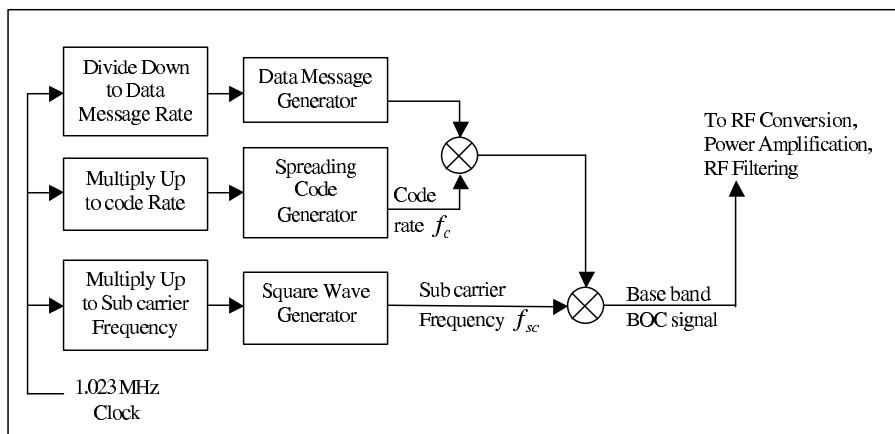 Divide Down
to Data
Message Rate
Data Message
Generator
To RF Conversion,
Power Amplification,
RF Filtering
Multiply Up
to code Rate
Spreading
Code
Generator
Code
rate f_c
Multiply Up
to Sub carrier
Frequency
Square Wave
Generator
Sub carrier
Frequency f_sc
Base band
BOC signal
1.023 MHz
Clock